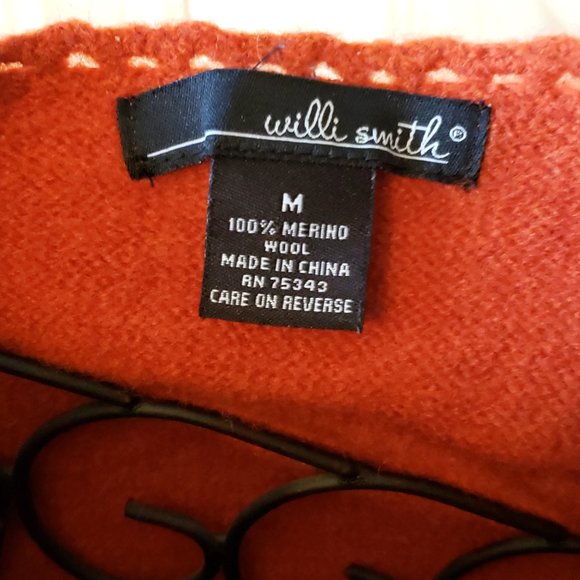 willi smith®
M
100% MERINO
WOOL
MADE IN CHINA
RN 75343
CARE ON REVERSE